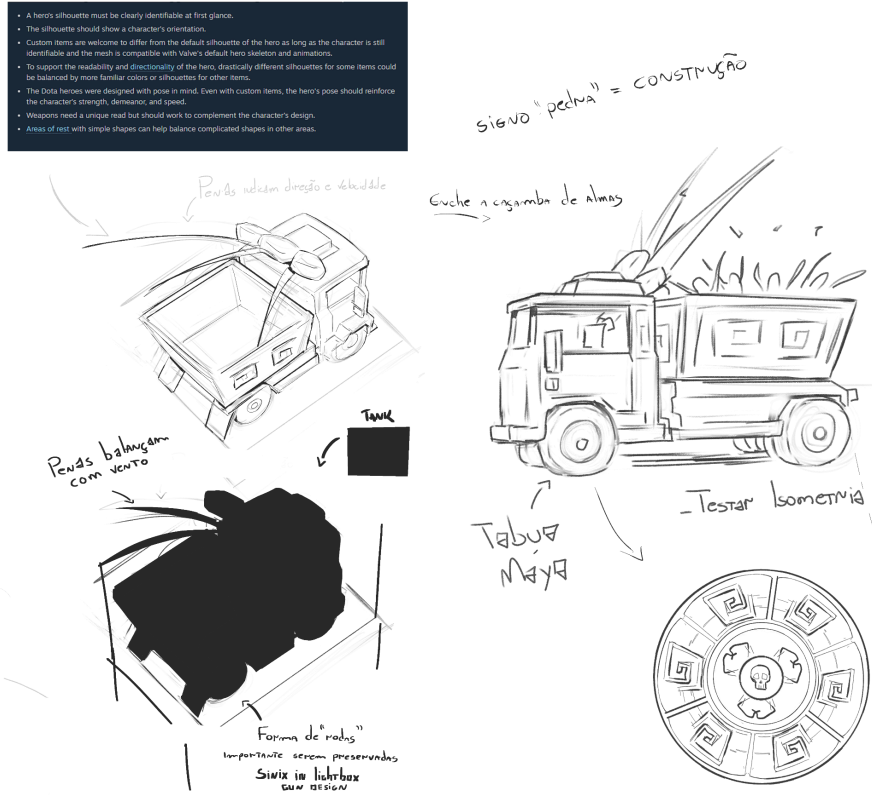 A hero's silhouette must be clearly identifiable at first glance.
The silhouette should show a character's orientation.
Custom items are welcome to differ from the default silhouette of the hero as long as the character is still
identifiable and the mesh is compatible with Valve's default hero skeleton and animations.
To support the readability and directionality of the hero, drastically different silhouettes for some items could
be balanced by more familiar colors or silhouettes for other items.
The Dota heroes were designed with pose in mind. Even with custom items, the hero's pose should reinforce
the character's strength, demeanor, and speed.
Weapons need a unique read but should work to complement the character's design.
Areas of rest with simple shapes can help balance complicated shapes in other areas.
SIGNO "pedra" = CONSTRUÇÃO
Penas indicam direção e velocidade
Enche a caçamba de almas
TANK
Penas balançam
com vento
_Testar Isometria
Tabua
Maya
Forma de "rodas"
importante serem preservadas
Sinix in lightbox
GUN DESIGN